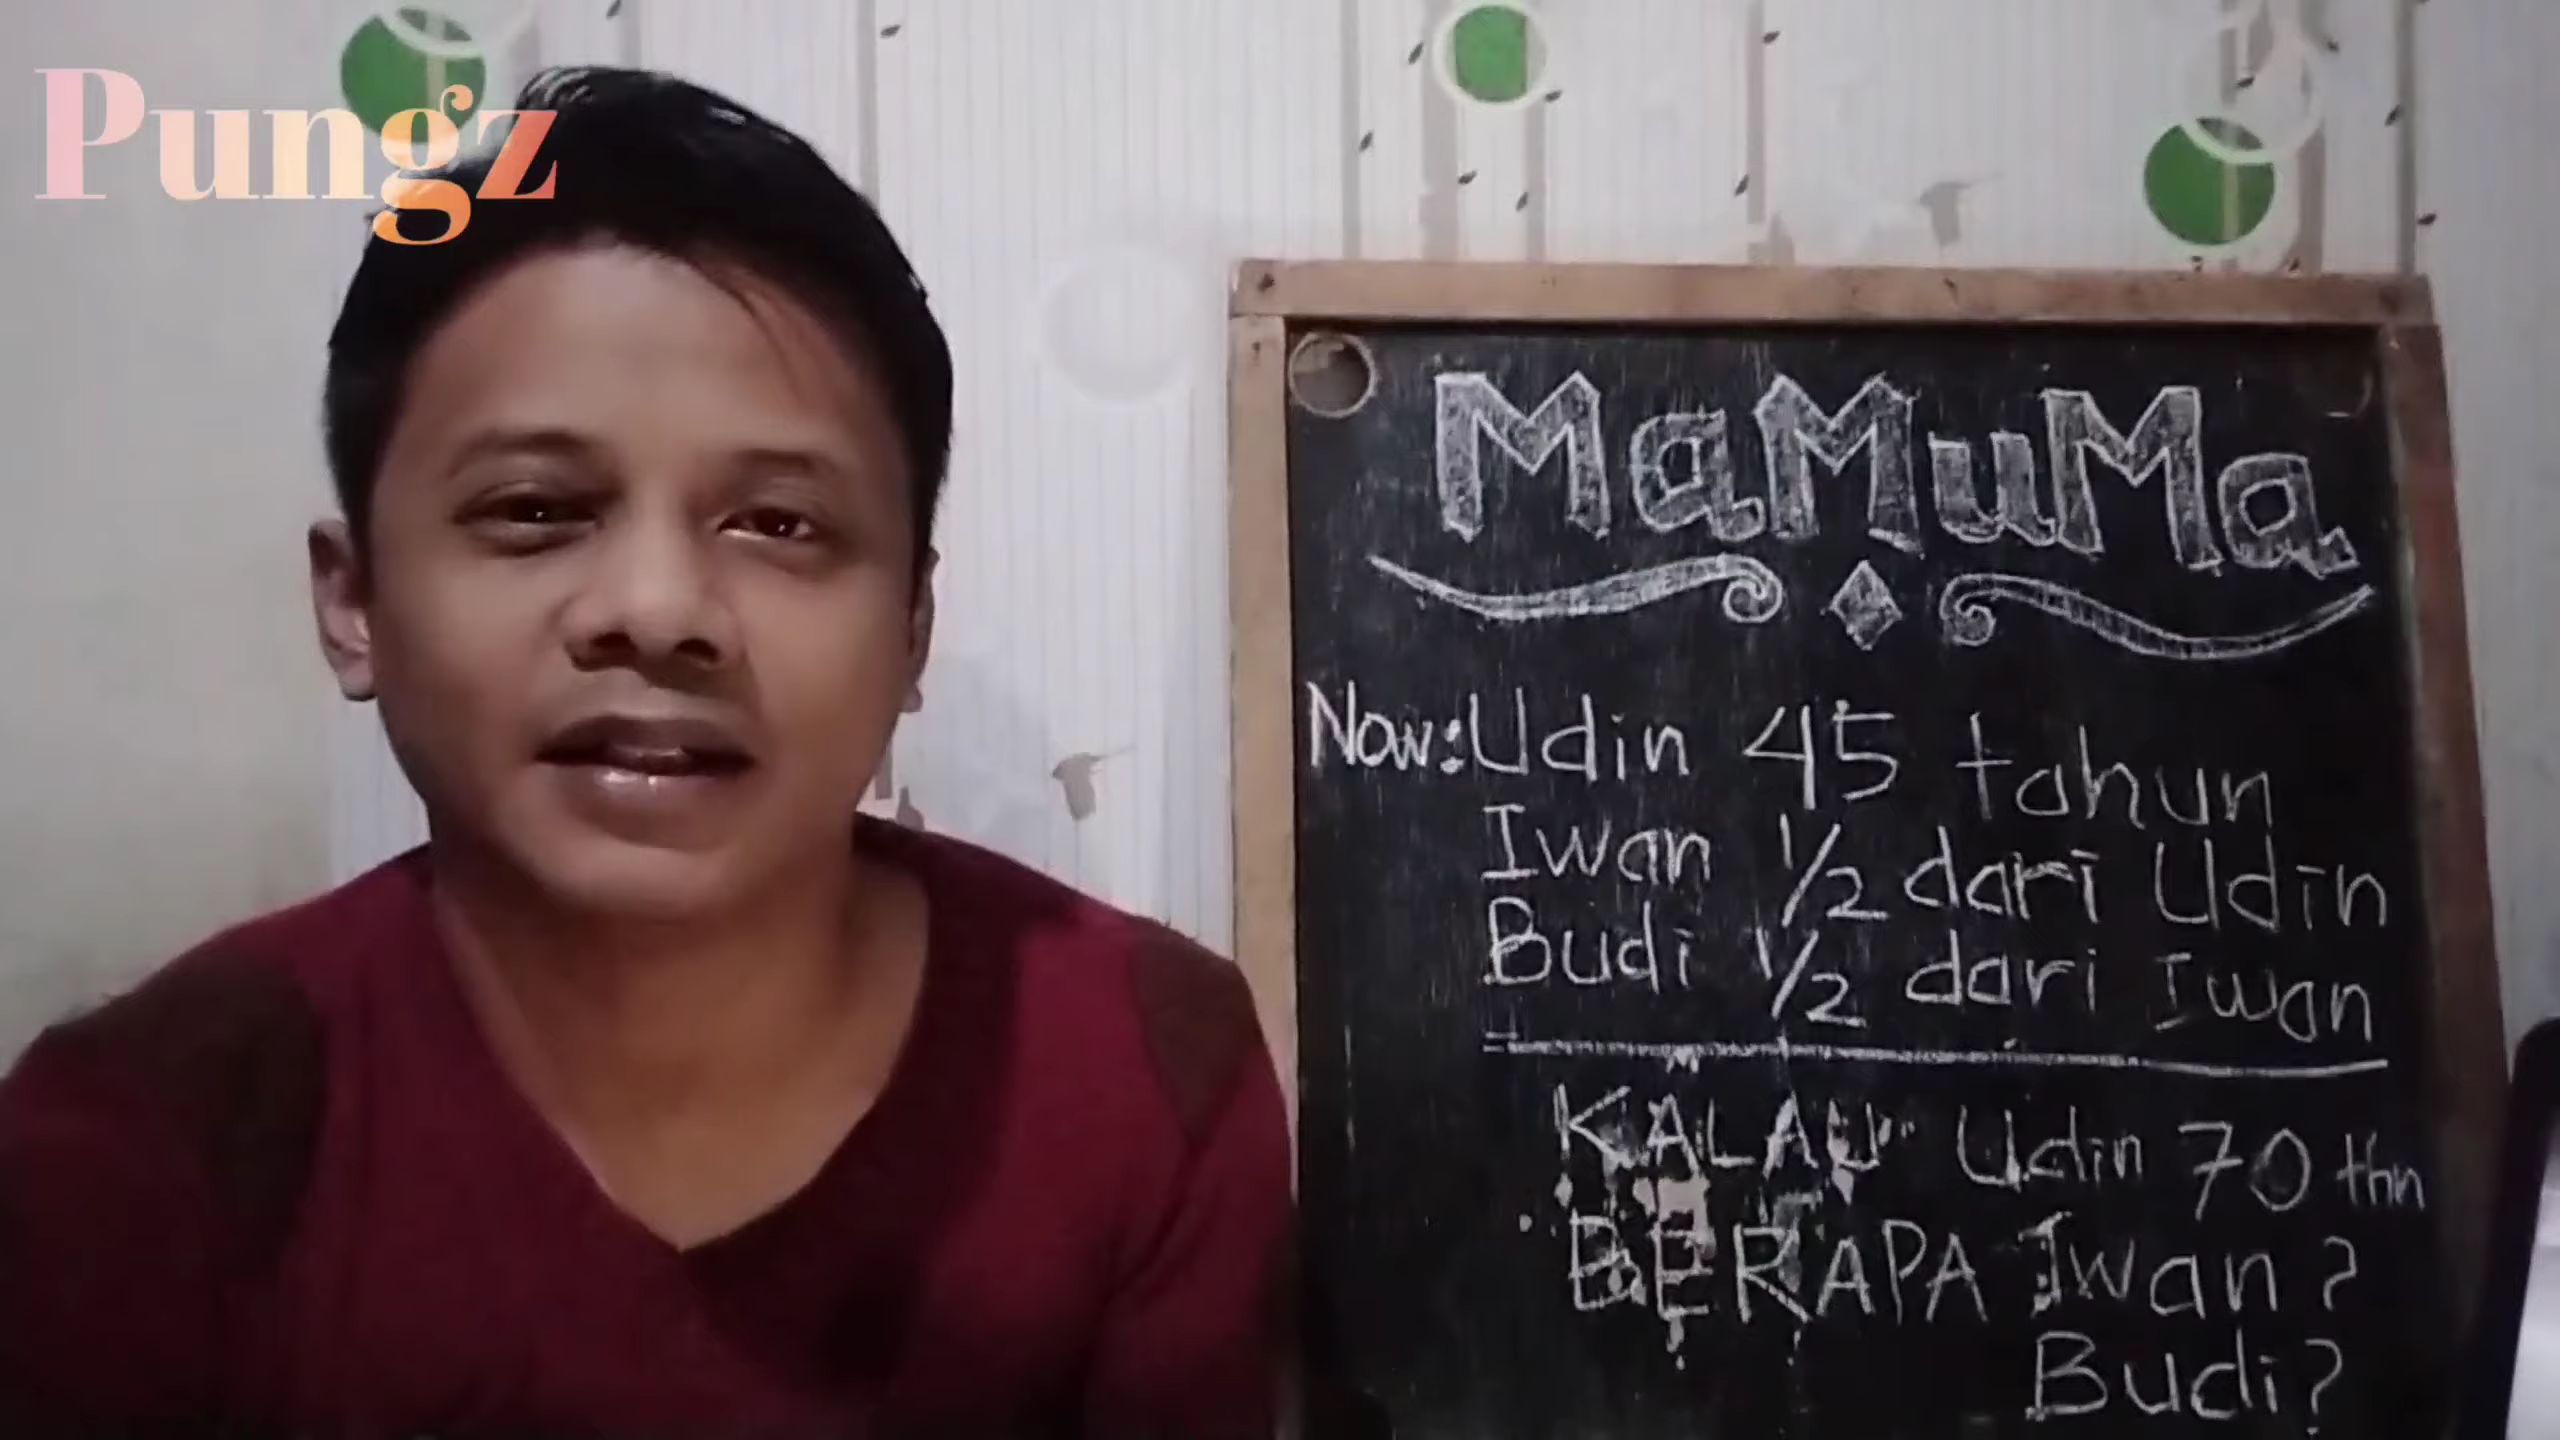 Pungz
MaMuMa
Now: Udin 45 tahun
Iwan 1/2 dari Udin
Budi 1/2 dari Iwan
KALAU Udin 70 thn
BERAPA Iwan?
Budi?